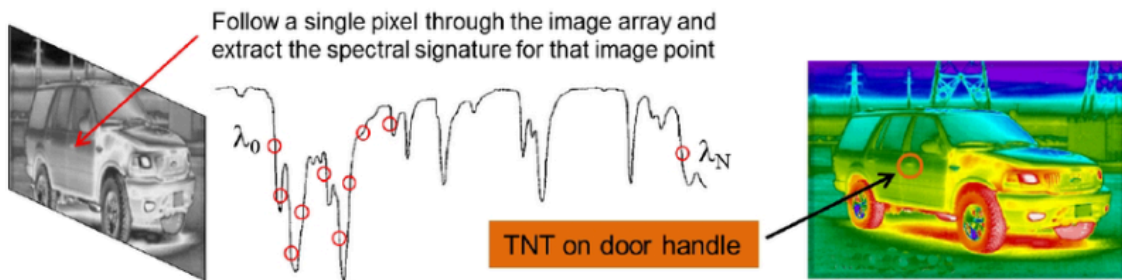 Follow a single pixel through the image array and
extract the spectral signature for that image point
λ0
λN
TNT on door handle